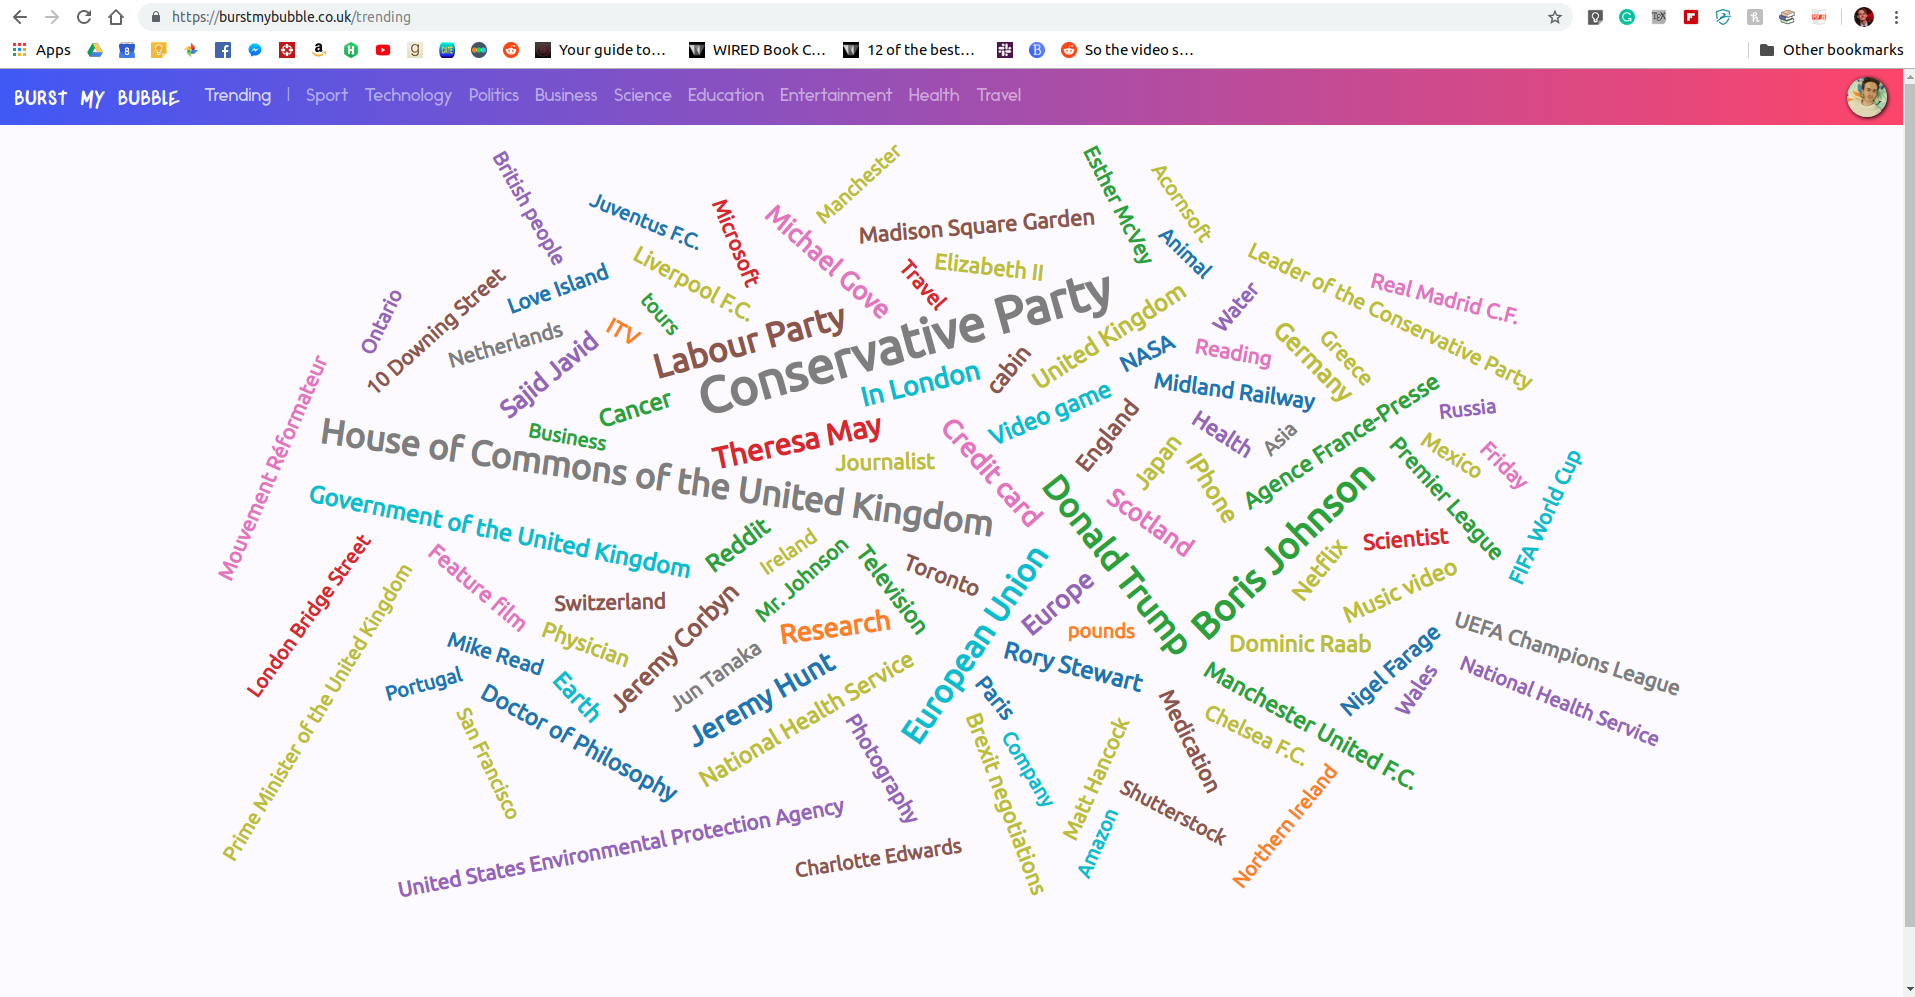 https://burstmybubble.co.uk/trending
Apps
Your guide to...
WIRED Book C...
12 of the best...
So the video s...
Other bookmarks
BURST MY BUBBLE
Trending | Sport Technology Politics Business Science Education Entertainment Health Travel
British people
Juventus F.C.
Microsoft
Manchester
Michael Gove
Madison Square Garden
Esther McVey
Acornsoft
Animal
Liverpool F.C.
Love Island
Travel
Elizabeth II
Leader of the Conservative Party
Real Madrid C.F.
Ontario
10 Downing Street
Netherlands
tours
ITV
Labour Party
Conservative Party
United Kingdom
Water
Reading
Germany
Greece
Sajid Javid
Cancer
In London
cabin
NASA
Midland Railway
Agence France-Presse
Russia
Mouvement Réformateur
House of Commons of the United Kingdom
Business
Theresa May
Journalist
Credit card
Video game
England
Japan
Health
Asia
IPhone
Mexico
Friday
Premier League
FIFA World Cup
Government of the United Kingdom
Reddit
Ireland
Mr. Johnson
Television
Toronto
Donald Trump
Scotland
Boris Johnson
Netflix
Scientist
Music video
London Bridge Street
Prime Minister of the United Kingdom
Feature film
Switzerland
Physician
Mike Read
Portugal
Earth
Jeremy Corbyn
Jun Tanaka
Research
Jeremy Hunt
European Union
Europe
pounds
Rory Stewart
Dominic Raab
Nigel Farage
Wales
UEFA Champions League
National Health Service
San Francisco
Doctor of Philosophy
National Health Service
Photography
Paris
Brexit negotiations
Company
Matt Hancock
Medication
Manchester United F.C.
Chelsea F.C.
United States Environmental Protection Agency
Charlotte Edwards
Amazon
Shutterstock
Northern Ireland